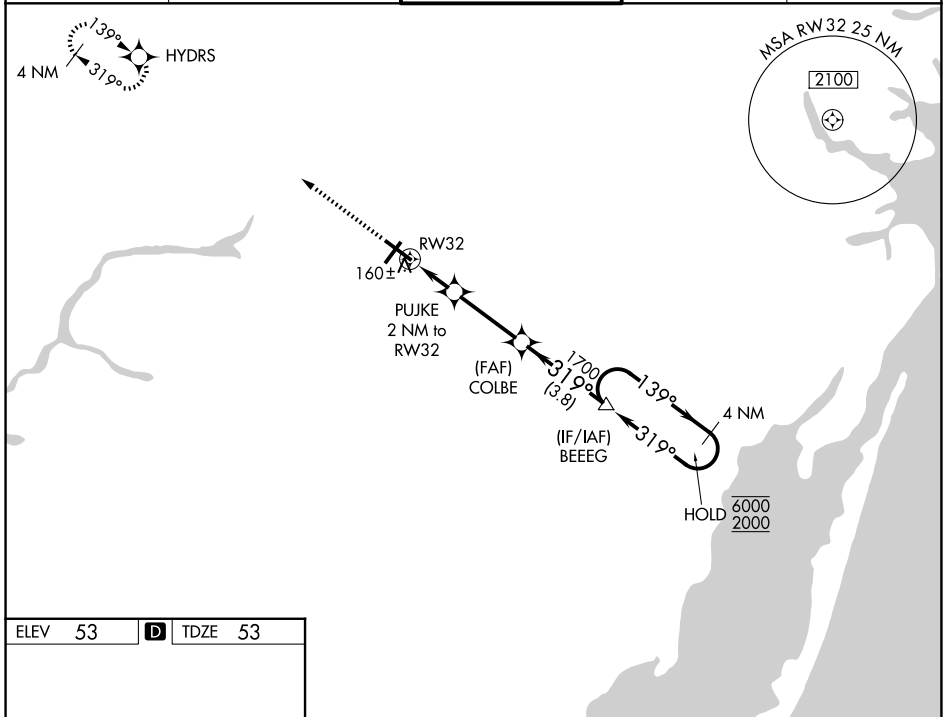 139°
HYDRS
4 NM
319°
MSA RW32 25 NM
2100
RW32
160±
PUJKE
2 NM to
RW32
(FAF)
COLBE
1700
319°
(3.8)
139°
4 NM
(IF/IAF)
BEEEG
319°
HOLD 6000
2000
ELEV 53 D TDZE 53